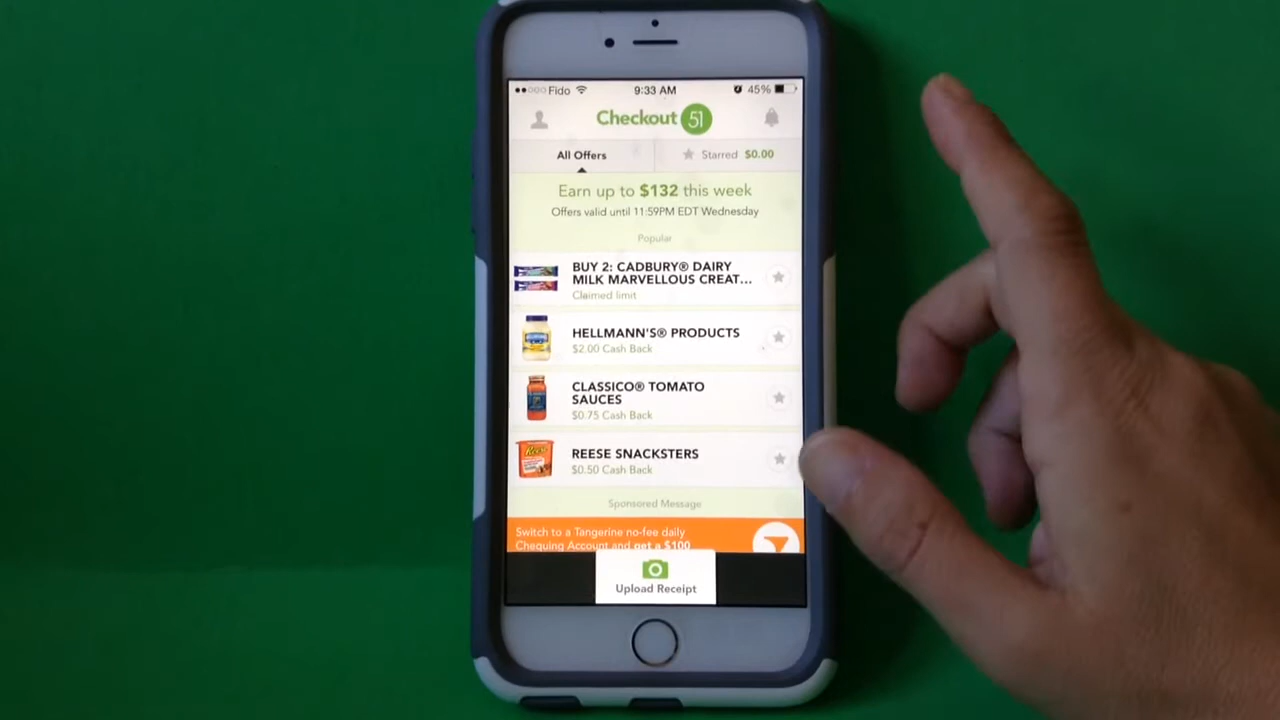 Fido 9:33 AM 45%
Checkout 51
All Offers Starred $0.00
Earn up to $132 this week
Offers valid until 11:59PM EDT Wednesday
Popular
BUY 2: CADBURY® DAIRY
MILK MARVELLOUS CREAT...
Claimed limit
HELLMANN'S® PRODUCTS
$2.00 Cash Back
CLASSICO® TOMATO
SAUCES
$0.75 Cash Back
REESE SNACKSTERS
$0.50 Cash Back
Sponsored Message
Switch to a Tangerine no-fee daily
Chequing Account and get a $100
Upload Receipt